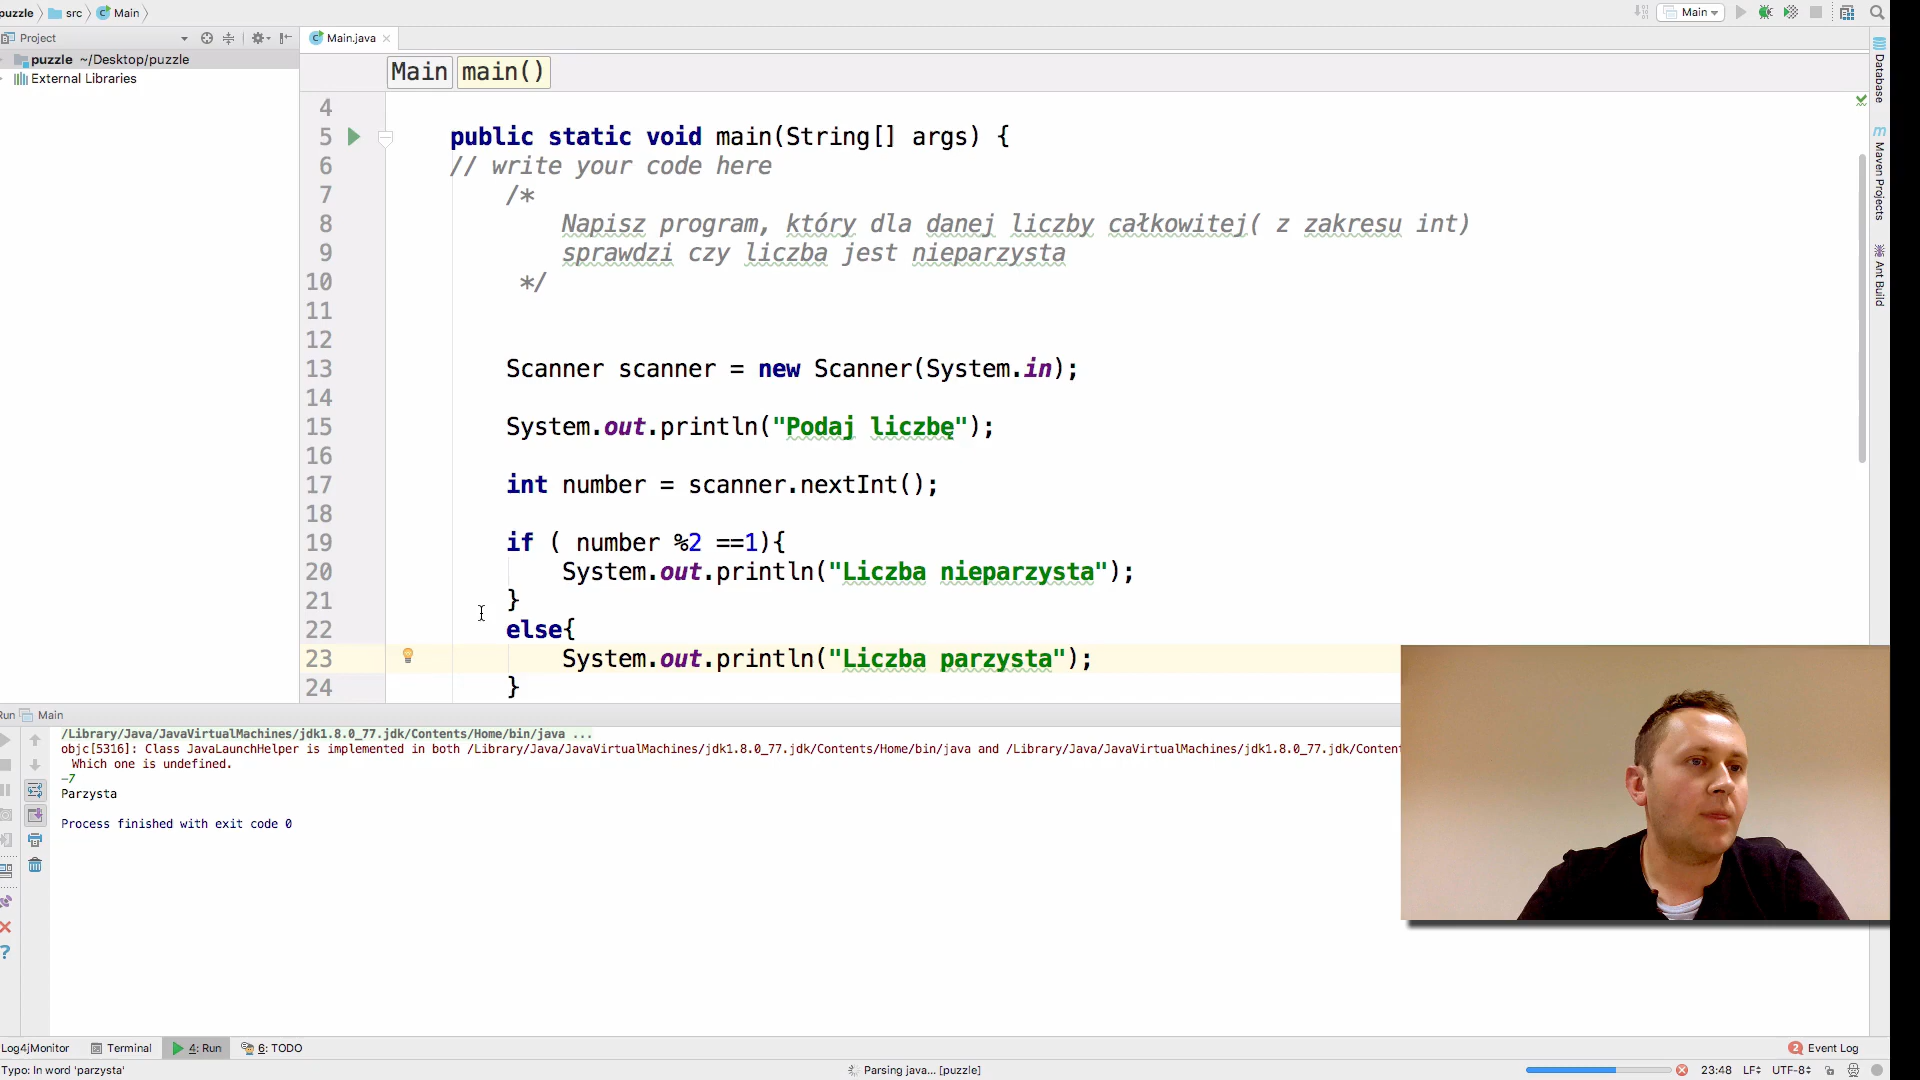 puzzle src Main
Main
Project
Main.java
puzzle ~/Desktop/puzzle
External Libraries
Main main()
4
5 public static void main(String[] args) {
6 // write your code here
7 /*
8 Napisz program, który dla danej liczby całkowitej( z zakresu int)
9 sprawdzi czy liczba jest nieparzysta
10 */
11
12
13 Scanner scanner = new Scanner(System.in);
14
15 System.out.println("Podaj liczbę");
16
17 int number = scanner.nextInt();
18
19 if ( number %2 ==1){
20 System.out.println("Liczba nieparzysta");
21 }
22 else{
23 System.out.println("Liczba parzysta");
24 }
Database
Maven Projects
Ant Build
Run Main
/Library/Java/JavaVirtualMachines/jdk1.8.0_77.jdk/Contents/Home/bin/java ...
objc[5316]: Class JavaLaunchHelper is implemented in both /Library/Java/JavaVirtualMachines/jdk1.8.0_77.jdk/Contents/Home/bin/java and /Library/Java/JavaVirtualMachines/jdk1.8.0_77.jdk/Conten
Which one is undefined.
-7
Parzysta
Process finished with exit code 0
Log4jMonitor Terminal 4: Run 6: TODO 2 Event Log
Typo: In word 'parzysta' Parsing java... [puzzle] 23:48 LF UTF-8